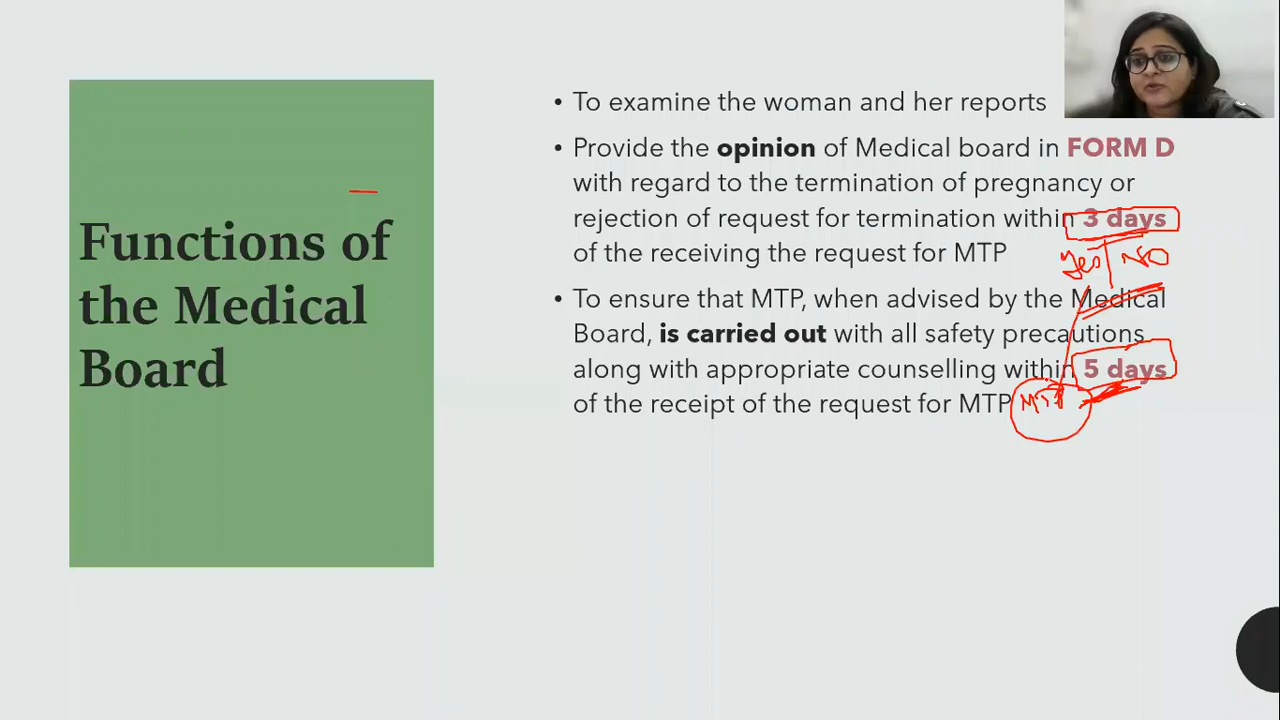 Functions of
the Medical
Board
• To examine the woman and her reports
• Provide the opinion of Medical board in FORM D
with regard to the termination of pregnancy or
rejection of request for termination within 3 days
of the receiving the request for MTP
Yes NO
• To ensure that MTP, when advised by the Medical
Board, is carried out with all safety precautions
along with appropriate counselling within 5 days
of the receipt of the request for MTP
MTP